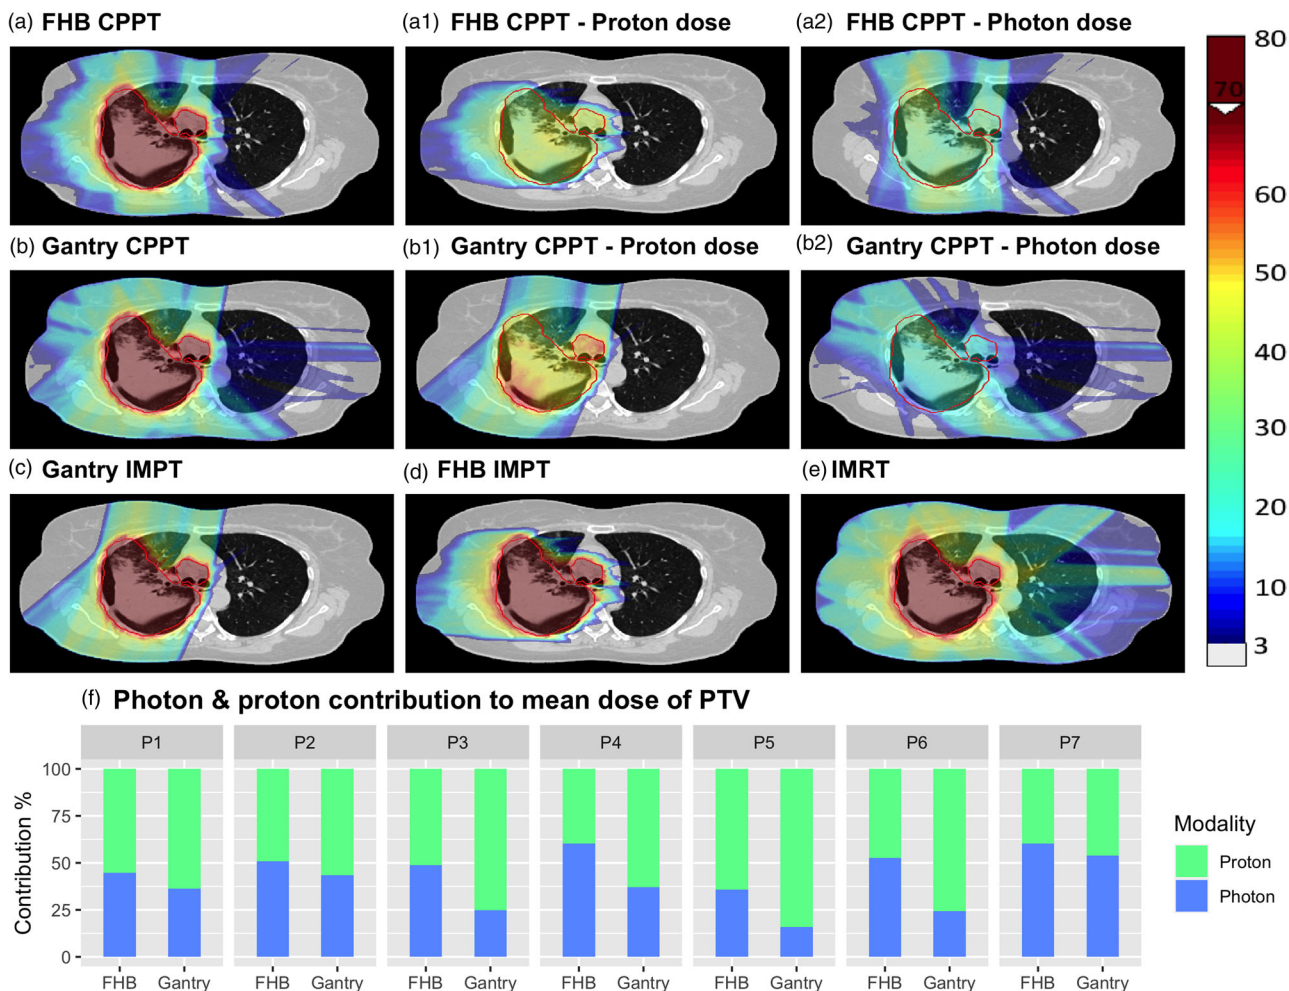 (a) FHB CPPT
(a1) FHB CPPT - Proton dose
(a2) FHB CPPT - Photon dose
80
70
60
50
40
30
20
10
3
(b) Gantry CPPT
(b1) Gantry CPPT - Proton dose
(b2) Gantry CPPT - Photon dose
(c) Gantry IMPT
(d) FHB IMPT
(e) IMRT
(f) Photon & proton contribution to mean dose of PTV
P1 P2 P3 P4 P5 P6 P7
Contribution %
100
75
50
25
0
FHB Gantry FHB Gantry FHB Gantry FHB Gantry FHB Gantry FHB Gantry FHB Gantry
Modality
Proton
Photon